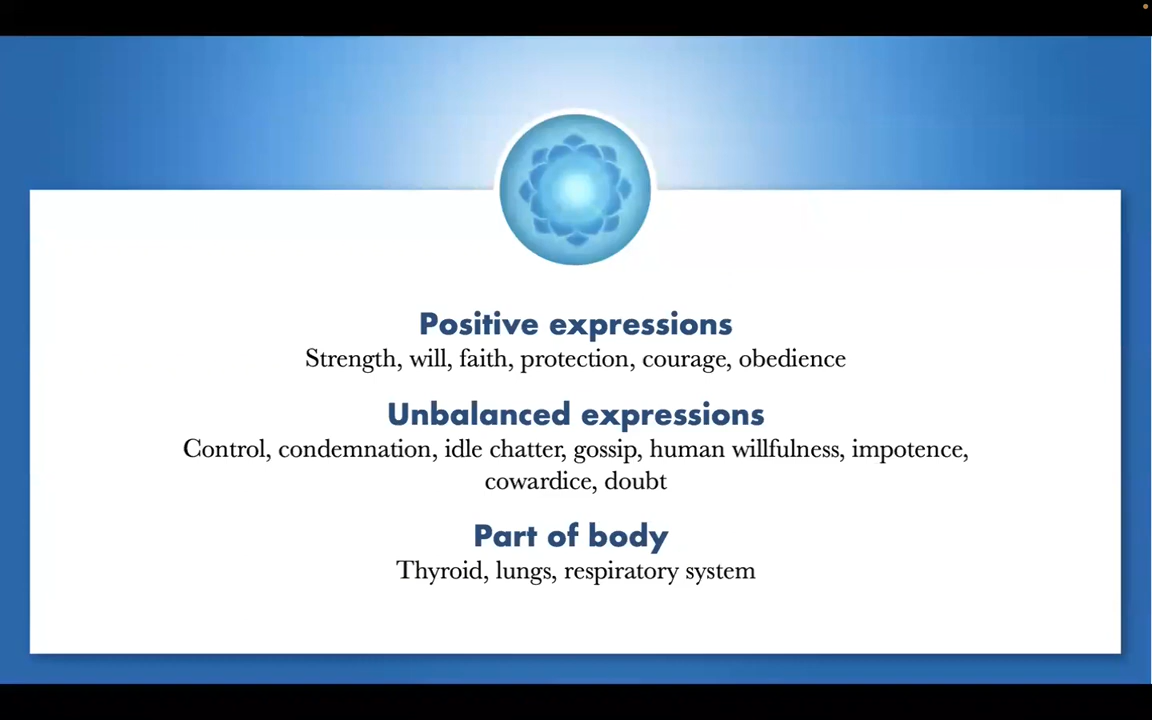 Positive expressions
Strength, will, faith, protection, courage, obedience
Unbalanced expressions
Control, condemnation, idle chatter, gossip, human willfulness, impotence,
cowardice, doubt
Part of body
Thyroid, lungs, respiratory system